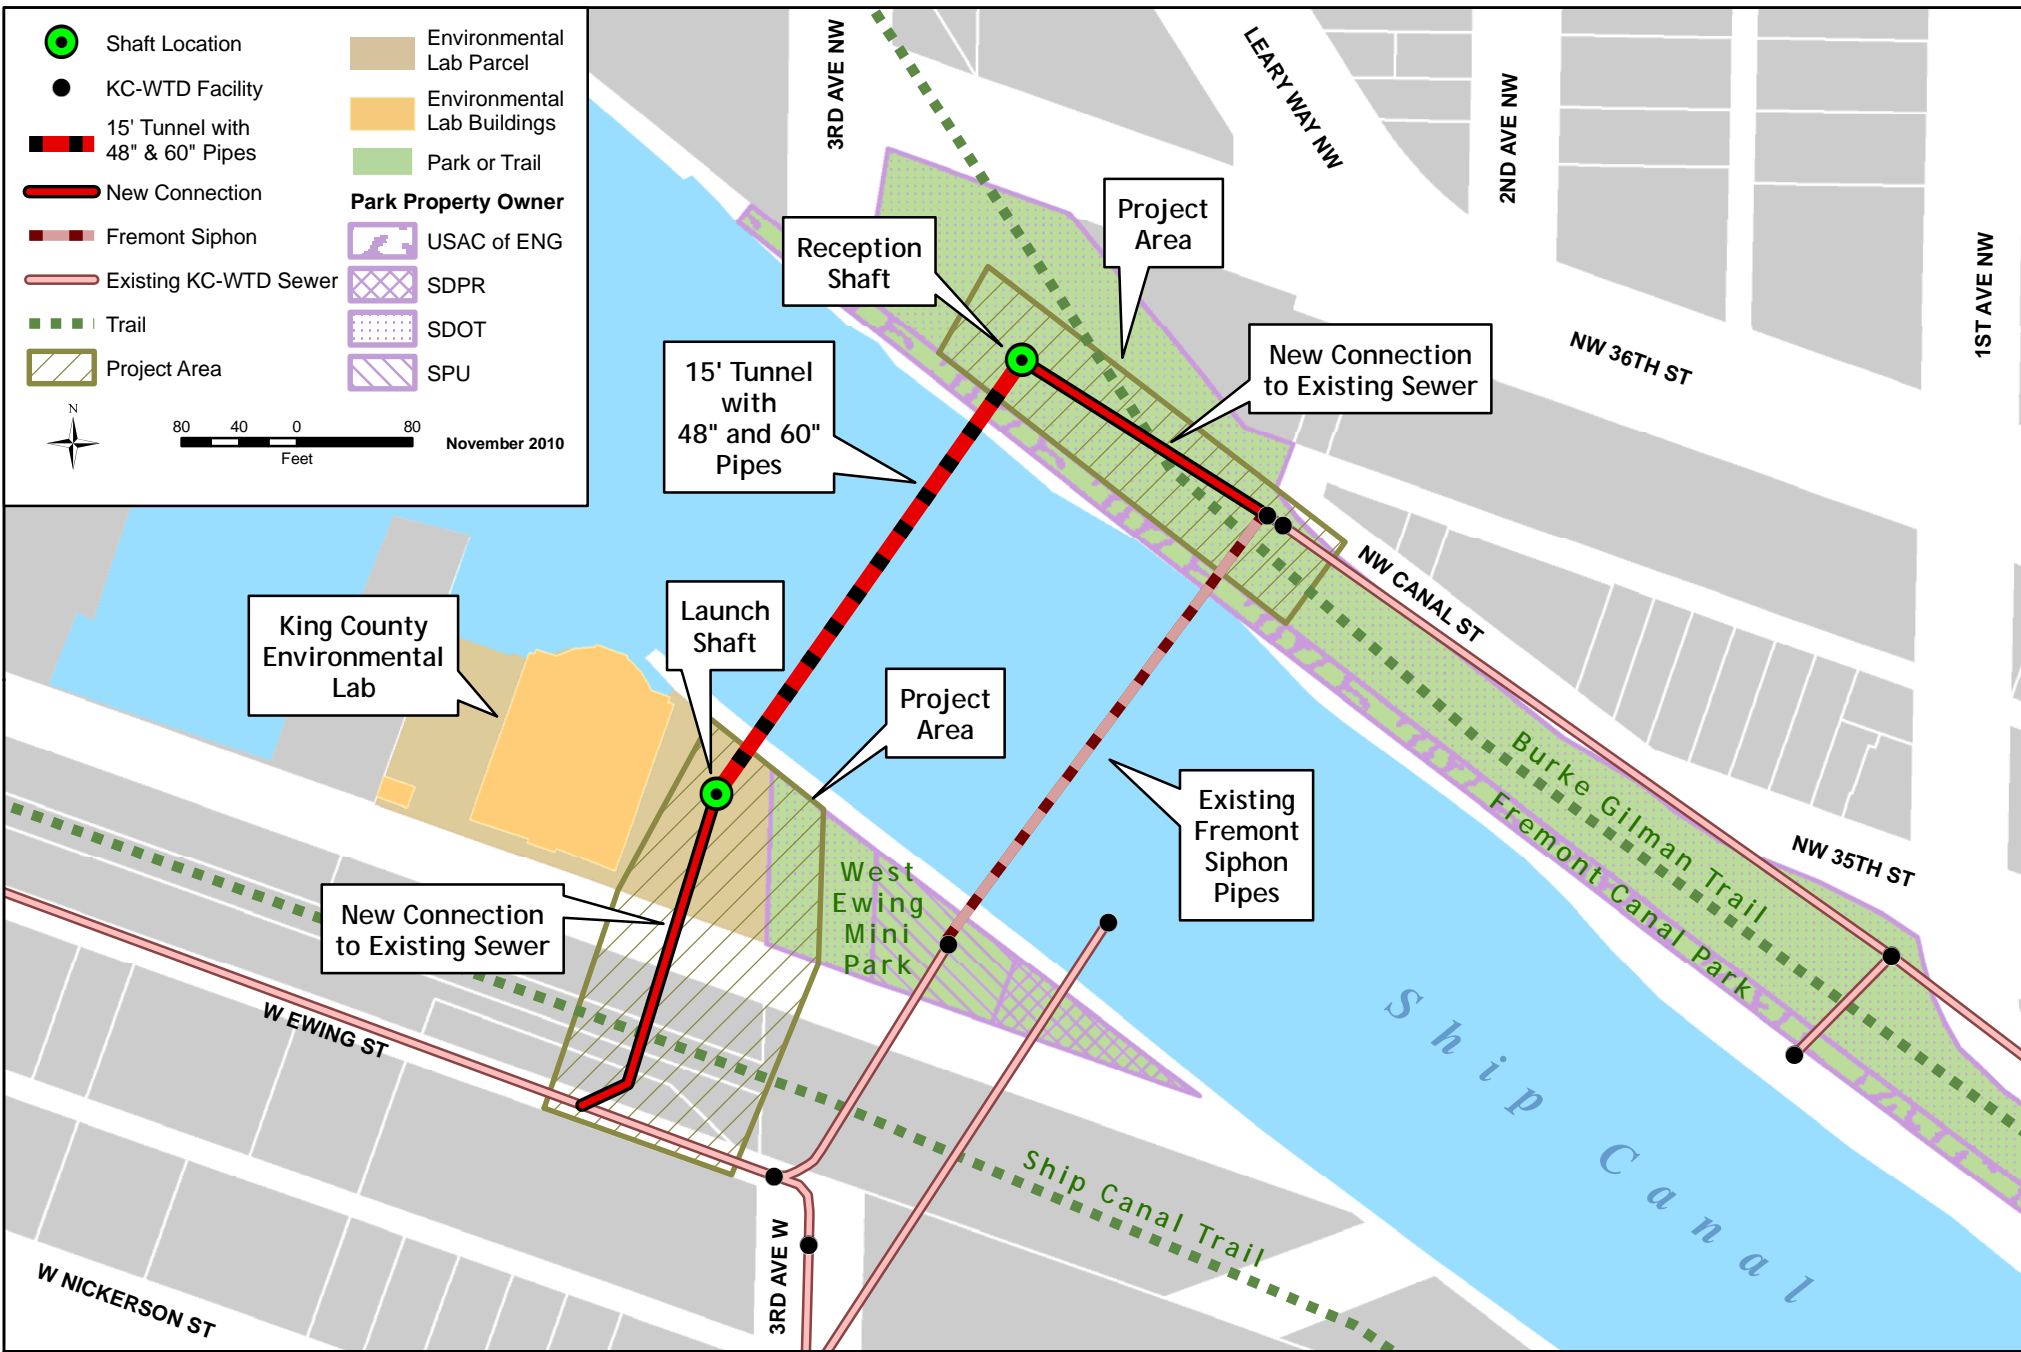 Shaft Location
KC-WTD Facility
15' Tunnel with
48" & 60" Pipes
New Connection
Fremont Siphon
Existing KC-WTD Sewer
Trail
Project Area
Environmental
Lab Parcel
Environmental
Lab Buildings
Park or Trail
Park Property Owner
USAC of ENG
SDPR
SDOT
SPU
N
80 40 0 80
Feet
November 2010
3RD AVE NW
LEARY WAY NW
2ND AVE NW
1ST AVE NW
NW 36TH ST
Project
Area
Reception
Shaft
New Connection
to Existing Sewer
15' Tunnel
with
48" and 60"
Pipes
NW CANAL ST
King County
Environmental
Lab
Launch
Shaft
Project
Area
Existing
Fremont
Siphon
Pipes
Burke Gilman Trail
Fremont Canal Park
NW 35TH ST
West
Ewing
Mini
Park
New Connection
to Existing Sewer
W EWING ST
Ship Canal
Ship Canal Trail
3RD AVE W
W NICKERSON ST